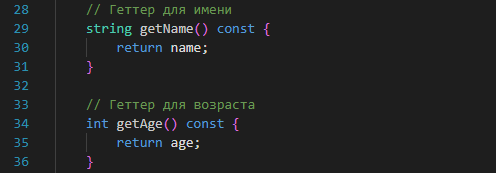 28 // Геттер для имени
29 string getName() const {
30 return name;
31 }
32
33 // Геттер для возраста
34 int getAge() const {
35 return age;
36 }